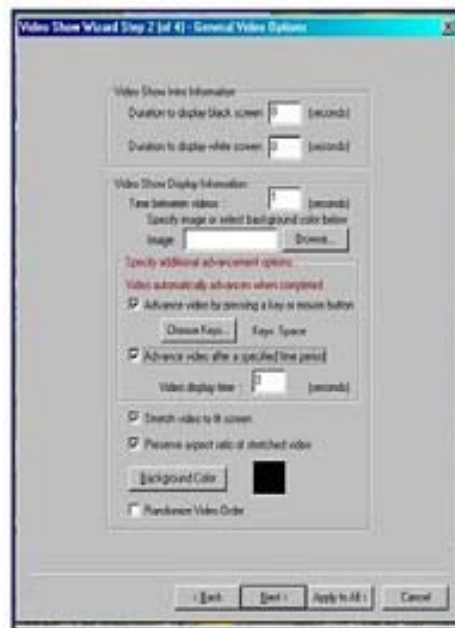 Video Show Wizard Step 2 (of 4) - General Video Options
Video Show Intro Information
Duration to display black screen 0 (seconds)
Duration to display white screen 0 (seconds)
Video Show Display Information
Time between videos : 1 (seconds)
Specify image or select background color below
Image Browse...
Specify additional advancement options:
Video automatically advances when completed
Advance video by pressing a key or mouse button
Choose Keys... Keys: Space
Advance video after a specified time period
Video display time : (seconds)
Stretch video to fit screen
Preserve aspect ratio of stretched video
Background Color
Randomize Video Order
< Back Next > Apply to All > Cancel